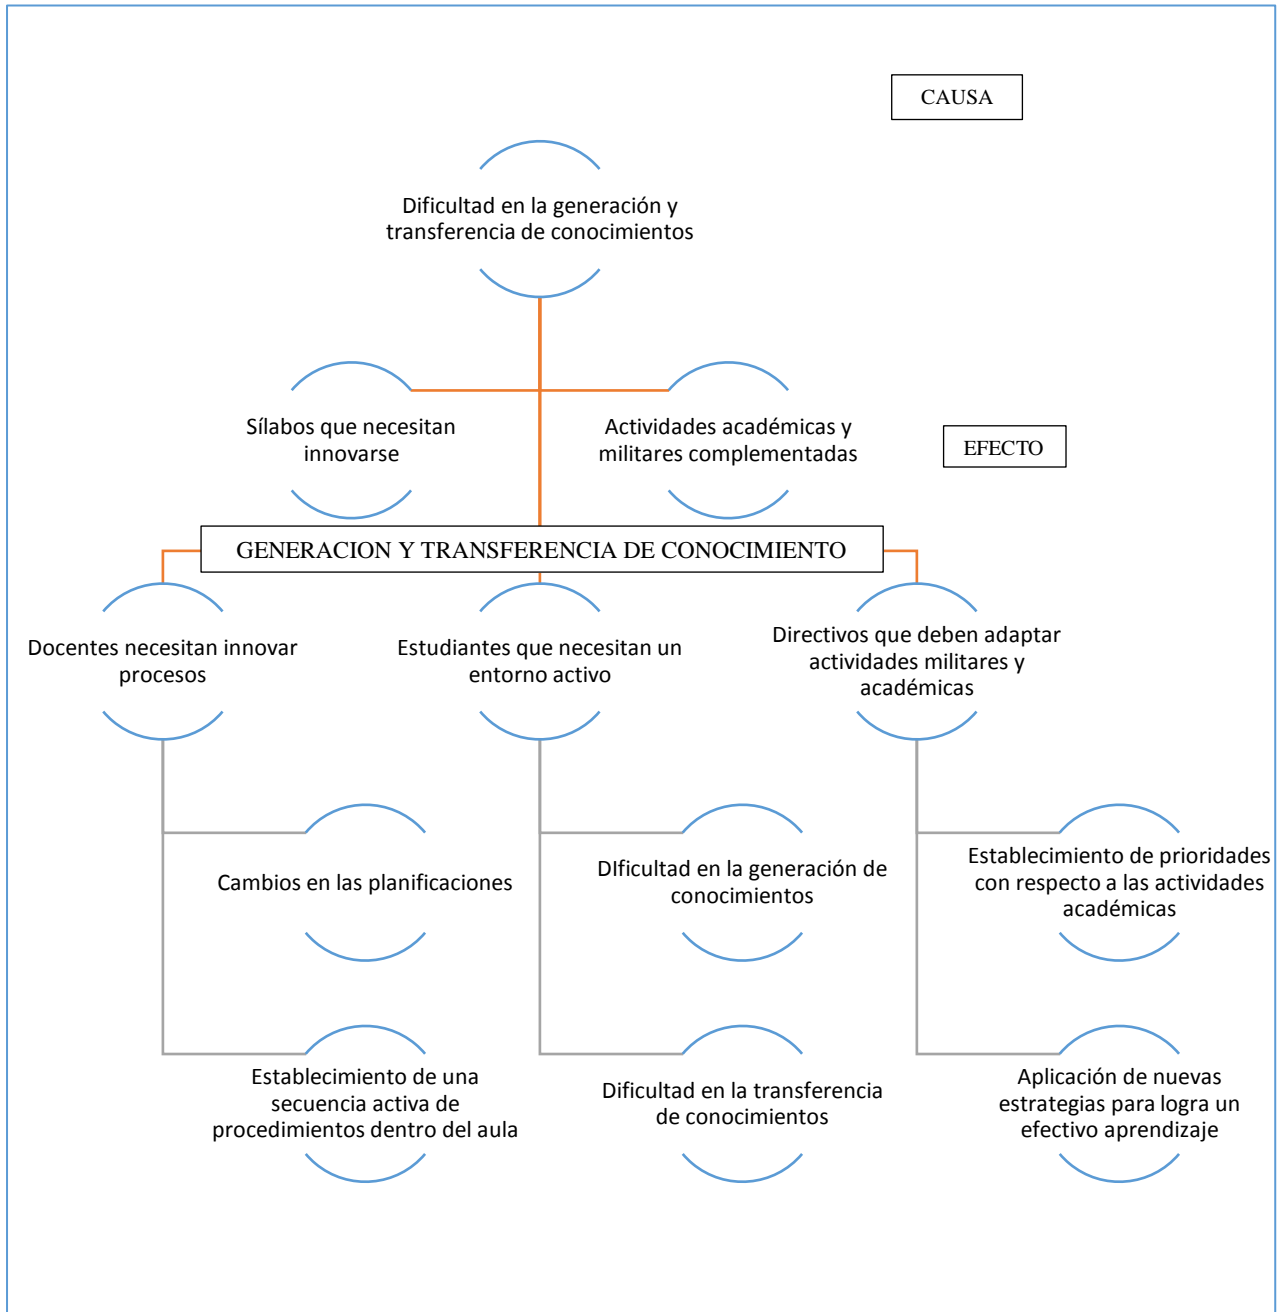 CAUSA
Dificultad en la generación y
transferencia de conocimientos
Sílabos que necesitan
innovarse
Actividades académicas y
militares complementadas
EFECTO
GENERACION Y TRANSFERENCIA DE CONOCIMIENTO
Docentes necesitan innovar
procesos
Estudiantes que necesitan un
entorno activo
Directivos que deben adaptar
actividades militares y
académicas
Cambios en las planificaciones
DIficultad en la generación de
conocimientos
Establecimiento de prioridades
con respecto a las actividades
académicas
Establecimiento de una
secuencia activa de
procedimientos dentro del aula
Dificultad en la transferencia
de conocimientos
Aplicación de nuevas
estrategias para logra un
efectivo aprendizaje